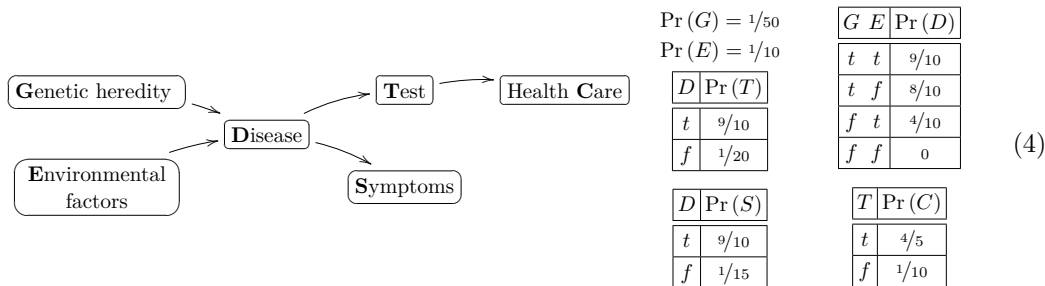 Genetic heredity
Environmental
factors
Disease
Test
Health Care
Symptoms
Pr (G) = 1/50
Pr (E) = 1/10
D Pr (T)
t 9/10
f 1/20
D Pr (S)
t 9/10
f 1/15
G E Pr (D)
t t 9/10
t f 8/10
f t 4/10
f f 0
T Pr (C)
t 4/5
f 1/10
(4)